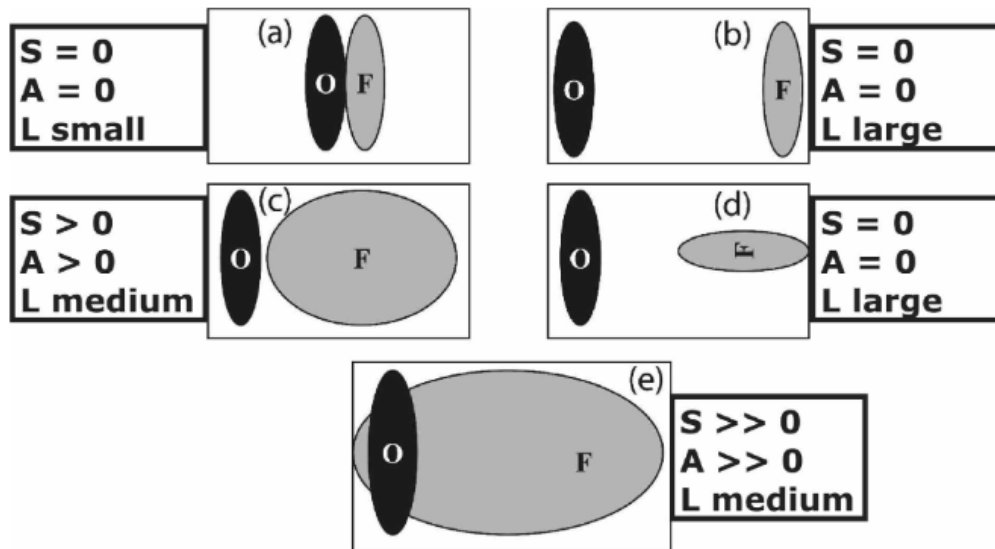 S = 0
A = 0
L small
(a)
O F
(b)
O F
S = 0
A = 0
L large
S > 0
A > 0
L medium
(c)
O F
(d)
O F
S = 0
A = 0
L large
(e)
O F
S >> 0
A >> 0
L medium